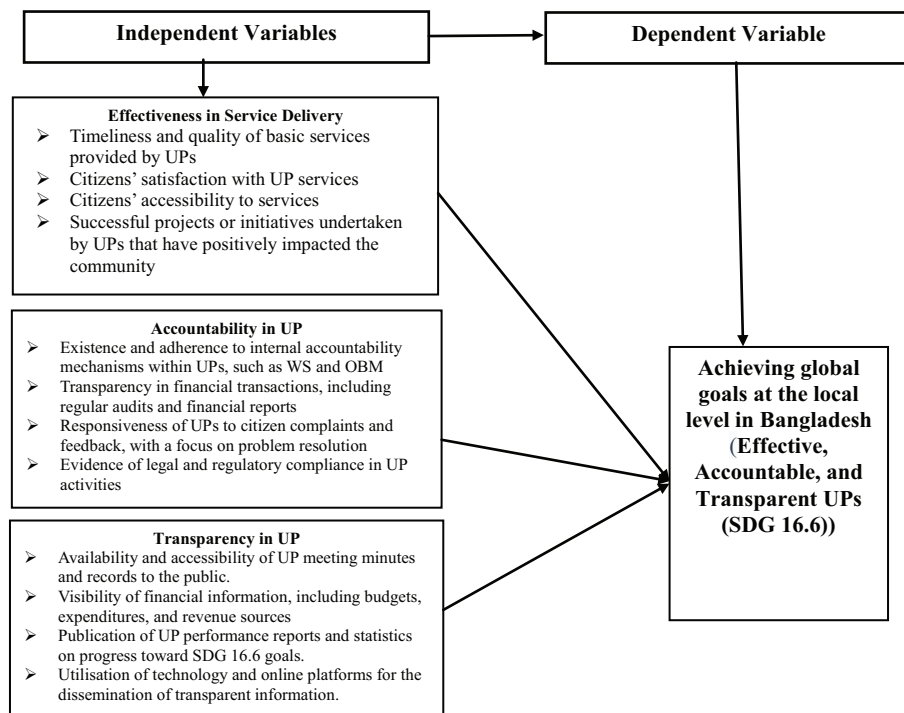 Independent Variables
Dependent Variable
Effectiveness in Service Delivery
➢ Timeliness and quality of basic services
provided by UPs
➢ Citizens’ satisfaction with UP services
➢ Citizens’ accessibility to services
➢ Successful projects or initiatives undertaken
by UPs that have positively impacted the
community
Accountability in UP
➢ Existence and adherence to internal accountability
mechanisms within UPs, such as WS and OBM
➢ Transparency in financial transactions, including
regular audits and financial reports
➢ Responsiveness of UPs to citizen complaints and
feedback, with a focus on problem resolution
➢ Evidence of legal and regulatory compliance in UP
activities
Transparency in UP
➢ Availability and accessibility of UP meeting minutes
and records to the public.
➢ Visibility of financial information, including budgets,
expenditures, and revenue sources
➢ Publication of UP performance reports and statistics
on progress toward SDG 16.6 goals.
➢ Utilisation of technology and online platforms for the
dissemination of transparent information.
Achieving global
goals at the local
level in Bangladesh
(Effective,
Accountable, and
Transparent UPs
(SDG 16.6))